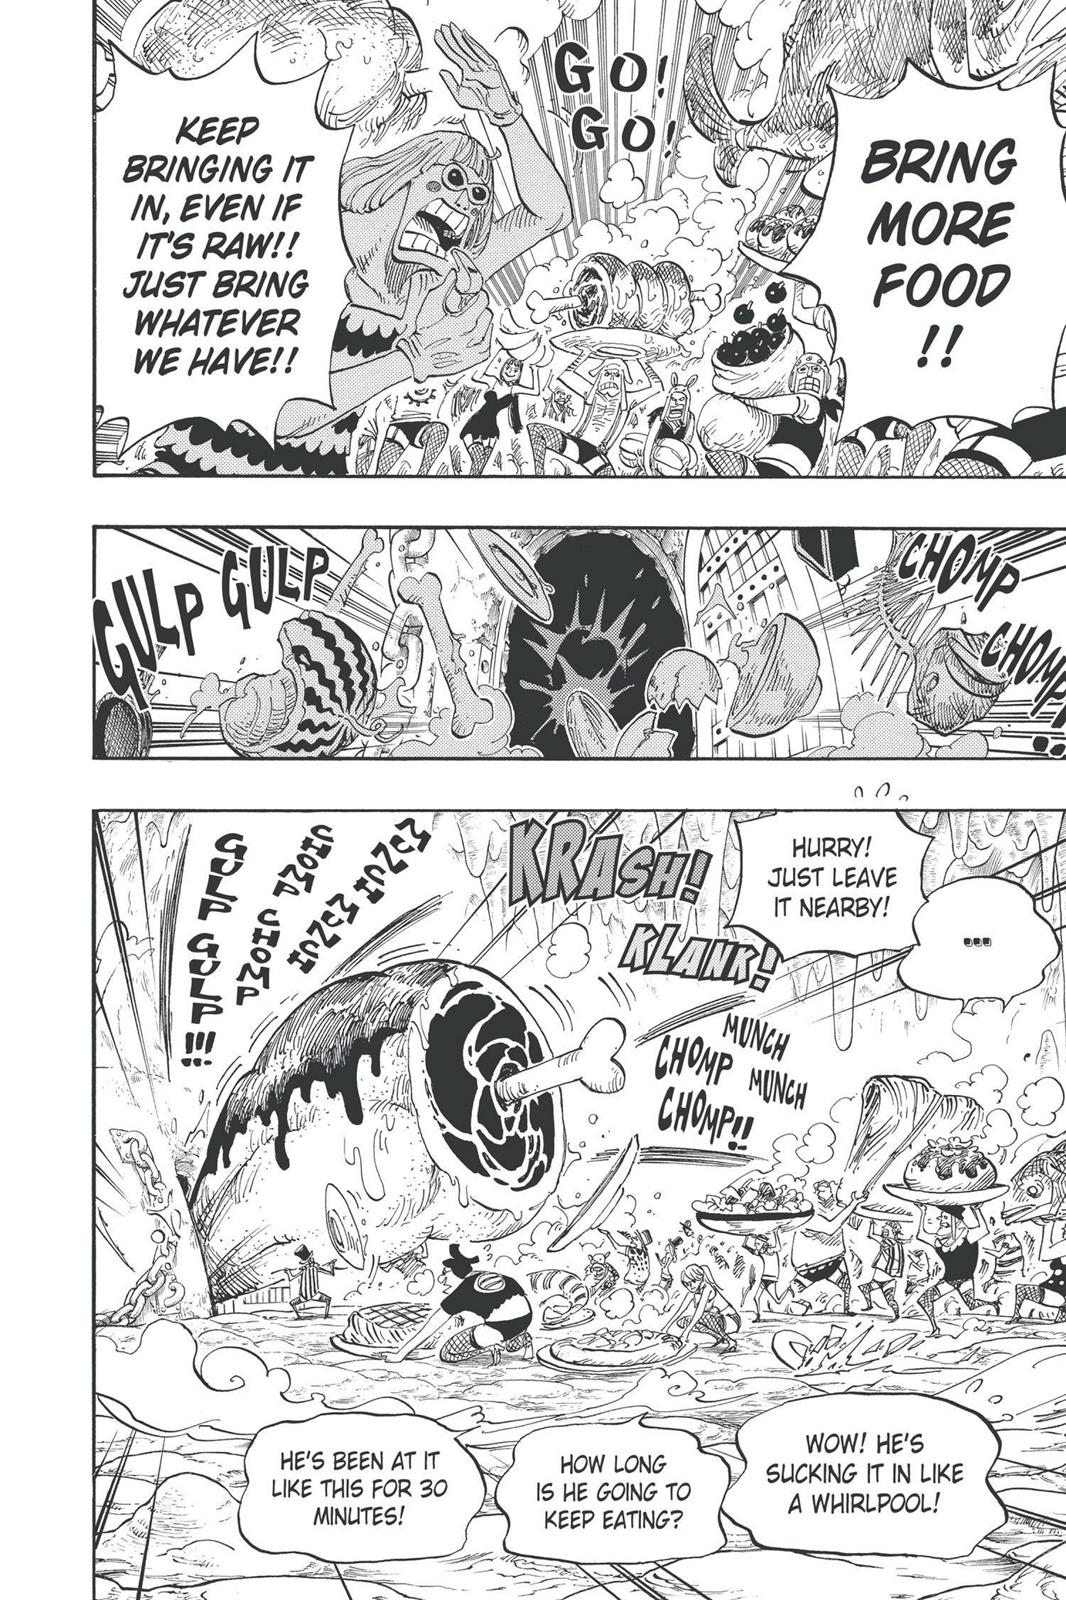 GO!
GO!
BRING
MORE
FOOD
!!
KEEP
BRINGING IT
IN, EVEN IF
IT'S RAW!!
JUST BRING
WHATEVER
WE HAVE!!
GULP GULP
CHOMP
CHOMP!!
HURRY!
JUST LEAVE
IT NEARBY!
...
KRASH!
KLANK!
MUNCH MUNCH
CHOMP CHOMP
GULP GULP!!!
MUNCH
CHOMP MUNCH
CHOMP!!
WOW! HE'S
SUCKING IT IN LIKE
A WHIRLPOOL!
HOW LONG
IS HE GOING TO
KEEP EATING?
HE'S BEEN AT IT
LIKE THIS FOR 30
MINUTES!